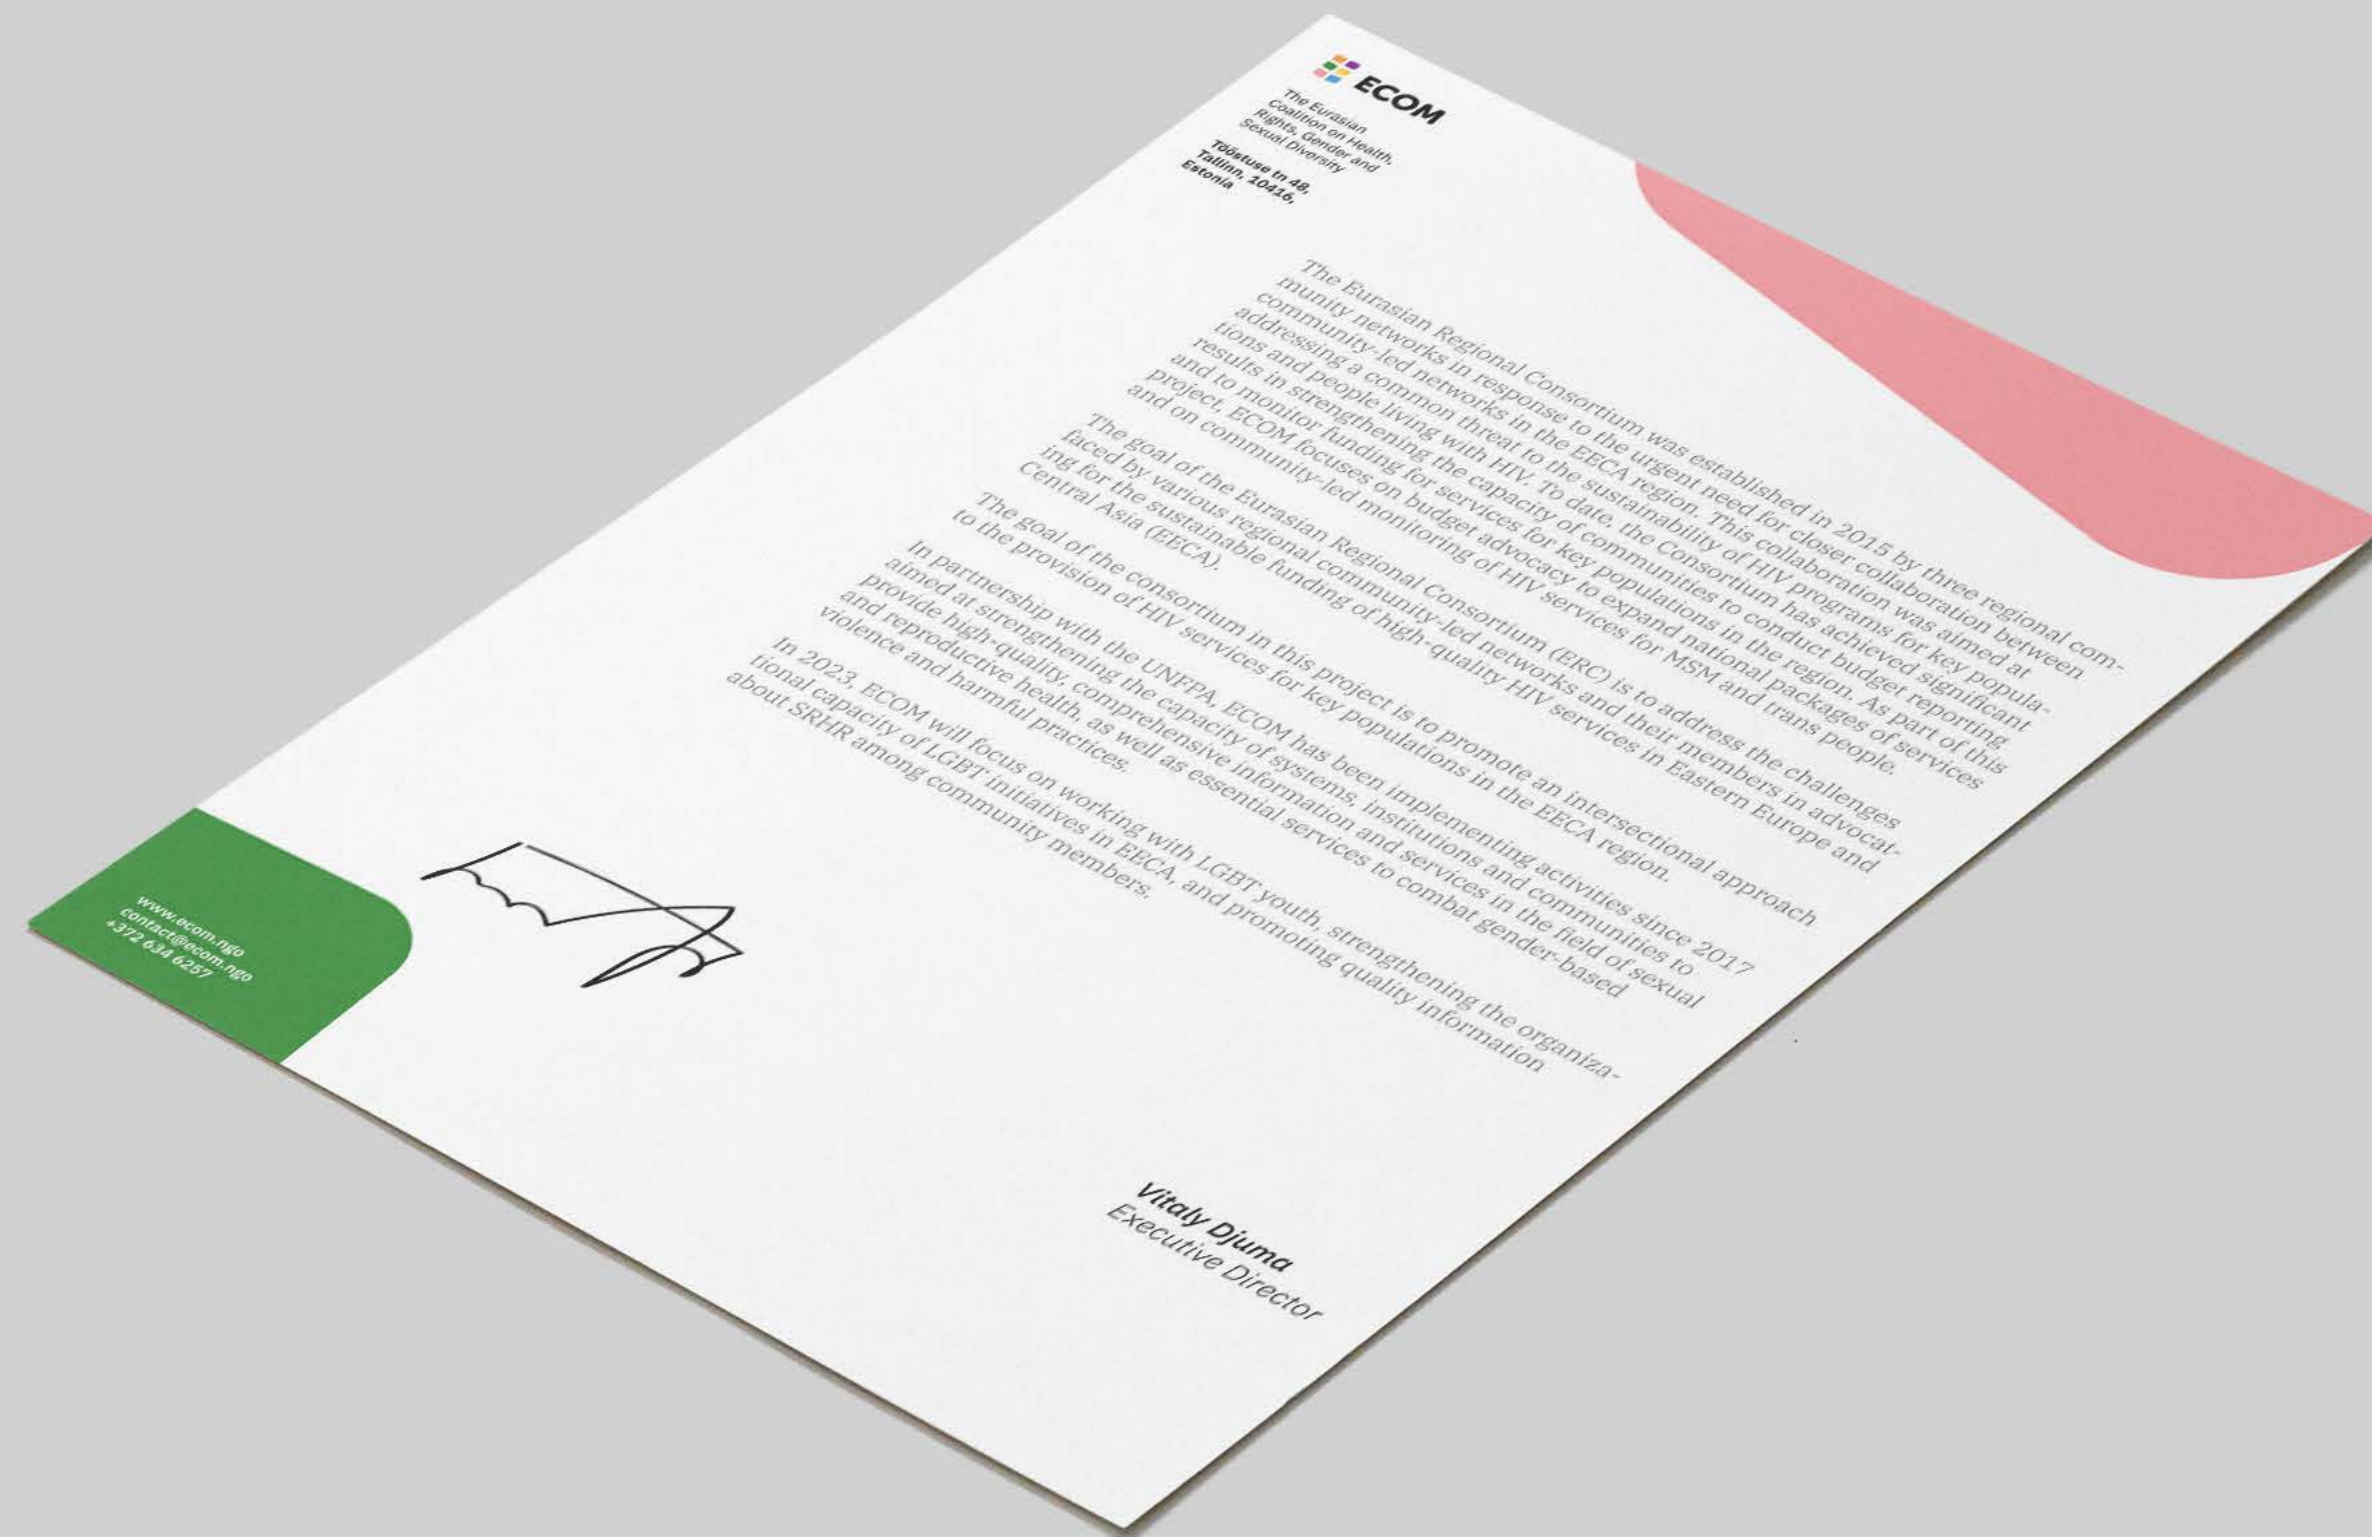 ECOM
The Eurasian
Coalition on Health,
Rights, Gender and
Sexual Diversity
Tööstuse tn 48,
Tallinn, 10416,
Estonia
The Eurasian Regional Consortium was established in 2015 by three regional com-
munity networks in response to the urgent need for closer collaboration between
community-led networks in the EECA region. This collaboration was aimed at
addressing a common threat to the sustainability of HIV programs for key popula-
tions and people living with HIV. To date, the Consortium has achieved significant
results in strengthening the capacity of communities to conduct budget reporting
and to monitor funding for services for key populations in the region. As part of this
project, ECOM focuses on budget advocacy to expand national packages of services
and on community-led monitoring of HIV services for MSM and trans people.
The goal of the Eurasian Regional Consortium (ERC) is to address the challenges
faced by various regional community-led networks and their members in advocat-
ing for the sustainable funding of high-quality HIV services in Eastern Europe and
Central Asia (EECA).
The goal of the consortium in this project is to promote an intersectional approach
to the provision of HIV services for key populations in the EECA region.
In partnership with the UNFPA, ECOM has been implementing activities since 2017
aimed at strengthening the capacity of systems, institutions and communities to
provide high-quality, comprehensive information and services in the field of sexual
and reproductive health, as well as essential services to combat gender-based
violence and harmful practices.
In 2023, ECOM will focus on working with LGBT youth, strengthening the organiza-
tional capacity of LGBT initiatives in EECA, and promoting quality information
about SRHR among community members.
Vitaly Djuma
Executive Director
www.ecom.ngo
contact@ecom.ngo
+372 634 6257